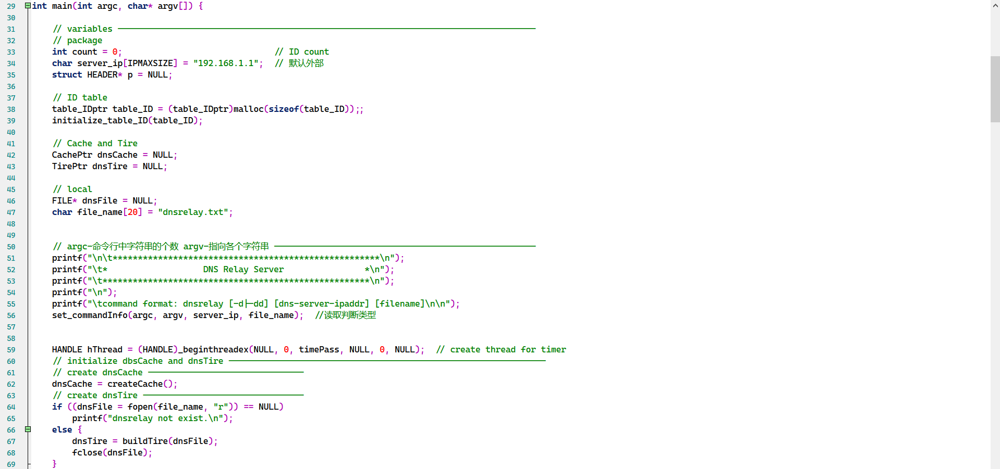 29 int main(int argc, char* argv[]) {
30
31     // variables ───────────────────────────────────────────────
32     // package
33     int count = 0;                              // ID count
34     char server_ip[IPMAXSIZE] = "192.168.1.1";  // 默认外部
35     struct HEADER* p = NULL;
36
37     // ID table
38     table_IDptr table_ID = (table_IDptr)malloc(sizeof(table_ID));;
39     initialize_table_ID(table_ID);
40
41     // Cache and Tire
42     CachePtr dnsCache = NULL;
43     TirePtr dnsTire = NULL;
44
45     // local
46     FILE* dnsFile = NULL;
47     char file_name[20] = "dnsrelay.txt";
48
49
50     // argc-命令行中字符串的个数 argv-指向各个字符串 ──────────────────────────────
51     printf("\n\t*****************************************************\n");
52     printf("\t*                   DNS Relay Server                *\n");
53     printf("\t*****************************************************\n");
54     printf("\n");
55     printf("\tcommand format: dnsrelay [-d|-dd] [dns-server-ipaddr] [filename]\n\n");
56     set_commandInfo(argc, argv, server_ip, file_name);  //读取判断类型
57
58
59     HANDLE hThread = (HANDLE)_beginthreadex(NULL, 0, timePass, NULL, 0, NULL);  // create thread for timer
60     // initialize dbsCache and dnsTire ────────────────────────────────────
61     // create dnsCache ──────────────────
62     dnsCache = createCache();
63     // create dnsTire ───────────────────
64     if ((dnsFile = fopen(file_name, "r")) == NULL)
65         printf("dnsrelay not exist.\n");
66     else {
67         dnsTire = buildTire(dnsFile);
68         fclose(dnsFile);
69     }